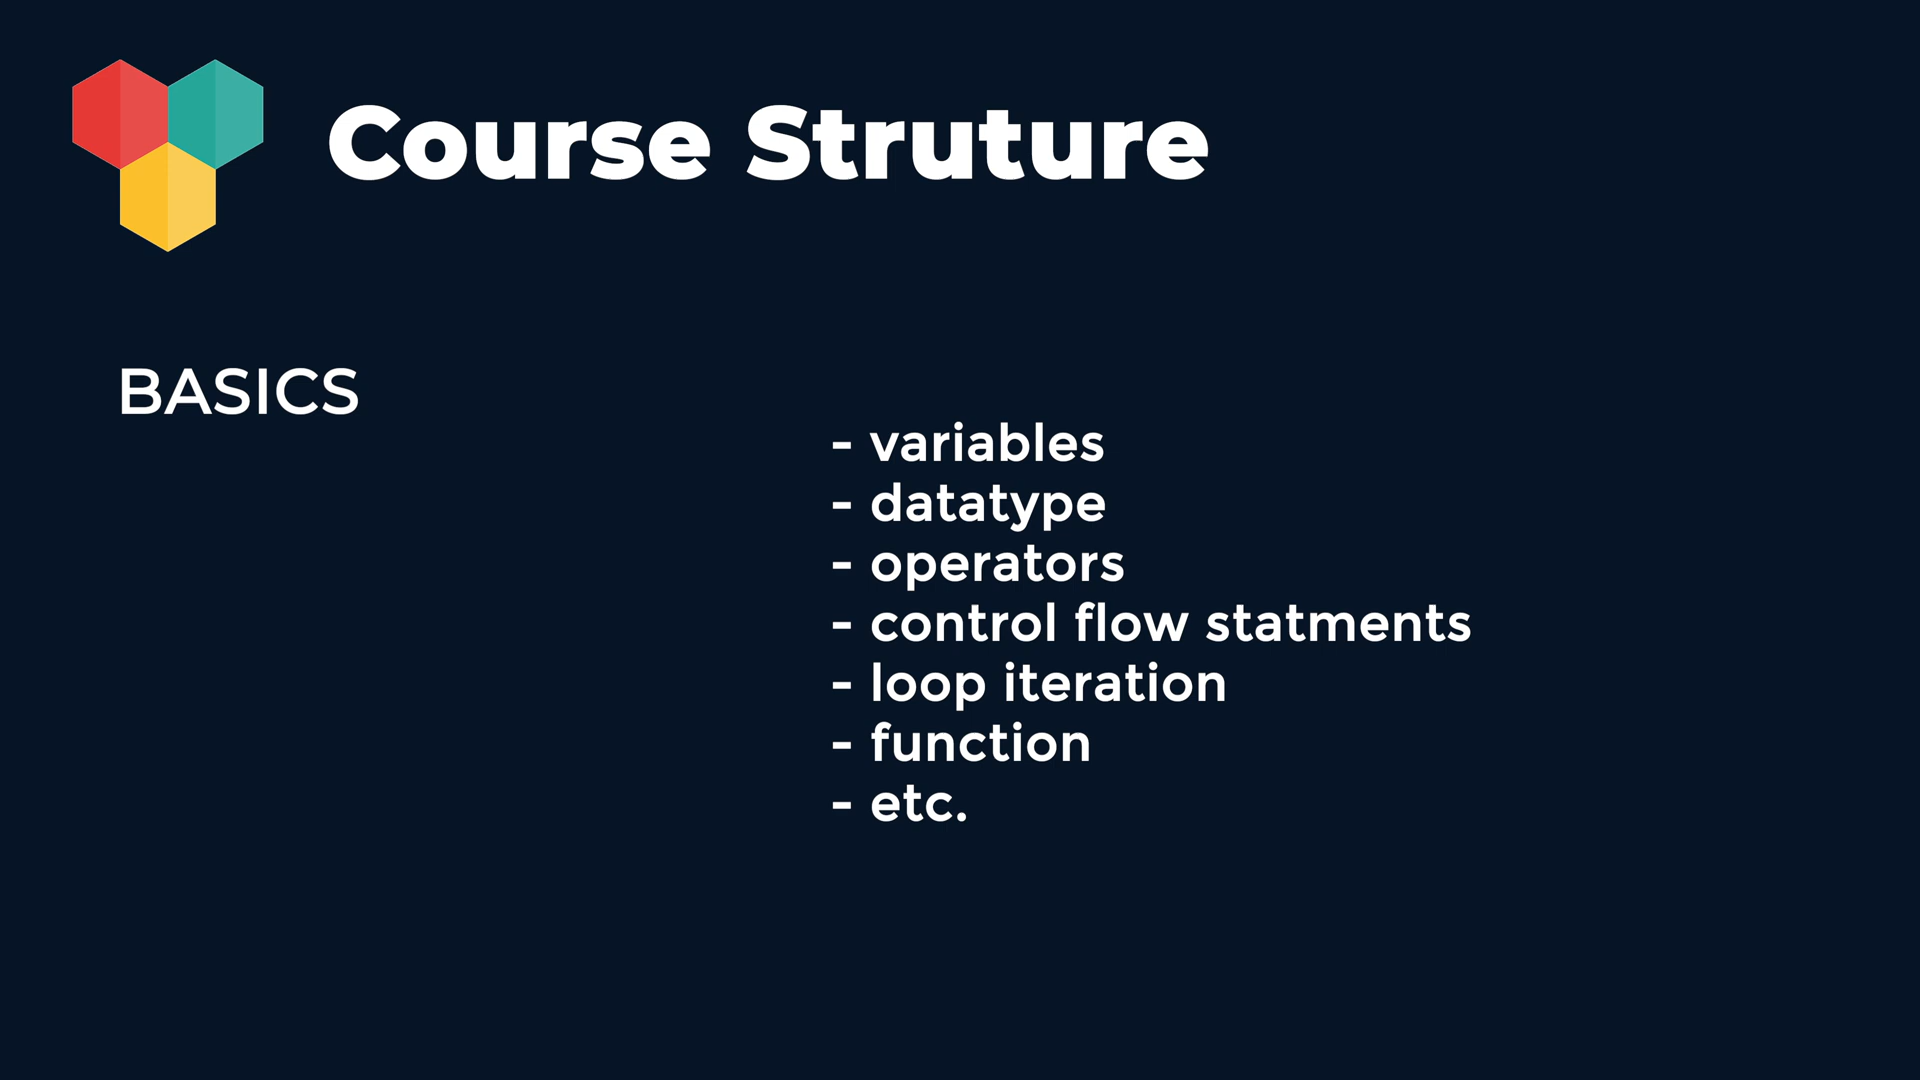 Course Struture
BASICS
- variables
- datatype
- operators
- control flow statments
- loop iteration
- function
- etc.